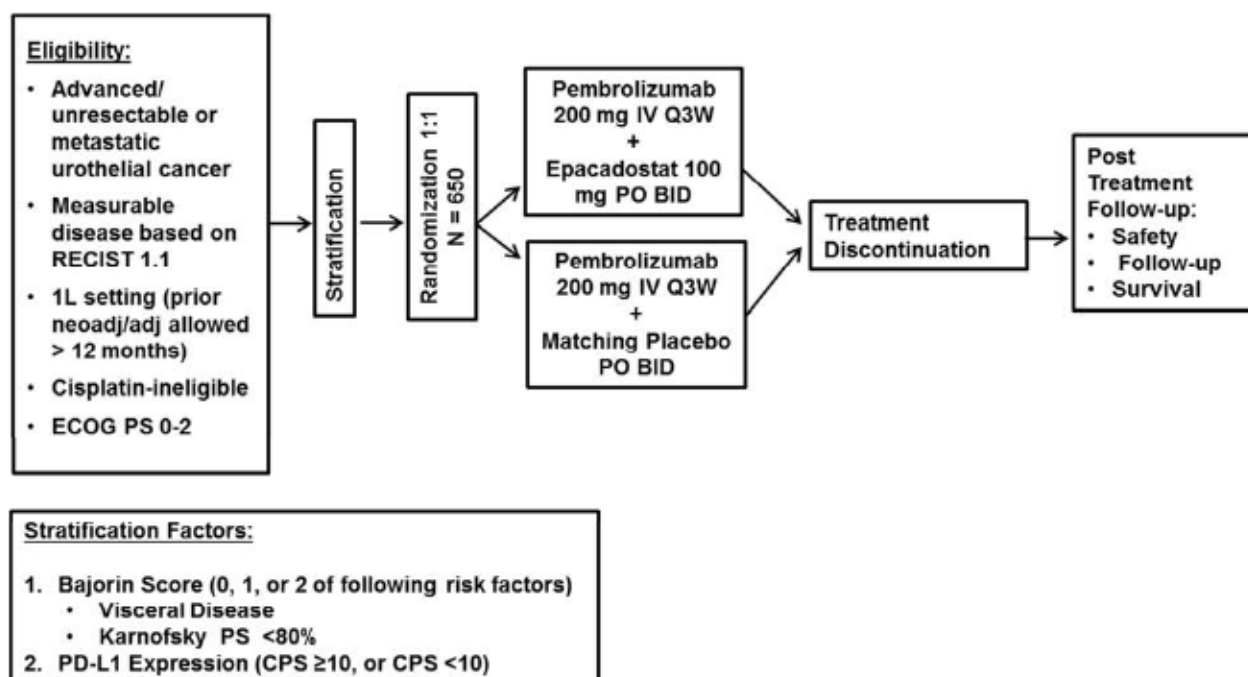 Eligibility:
• Advanced/
unresectable or
metastatic
urothelial cancer
• Measurable
disease based on
RECIST 1.1
• 1L setting (prior
neoadj/adj allowed
> 12 months)
• Cisplatin-ineligible
• ECOG PS 0-2
Stratification
Randomization 1:1
N = 650
Pembrolizumab
200 mg IV Q3W
+
Epacadostat 100
mg PO BID
Pembrolizumab
200 mg IV Q3W
+
Matching Placebo
PO BID
Treatment
Discontinuation
Post
Treatment
Follow-up:
• Safety
• Follow-up
• Survival
Stratification Factors:
1. Bajorin Score (0, 1, or 2 of following risk factors)
• Visceral Disease
• Karnofsky PS <80%
2. PD-L1 Expression (CPS ≥10, or CPS <10)